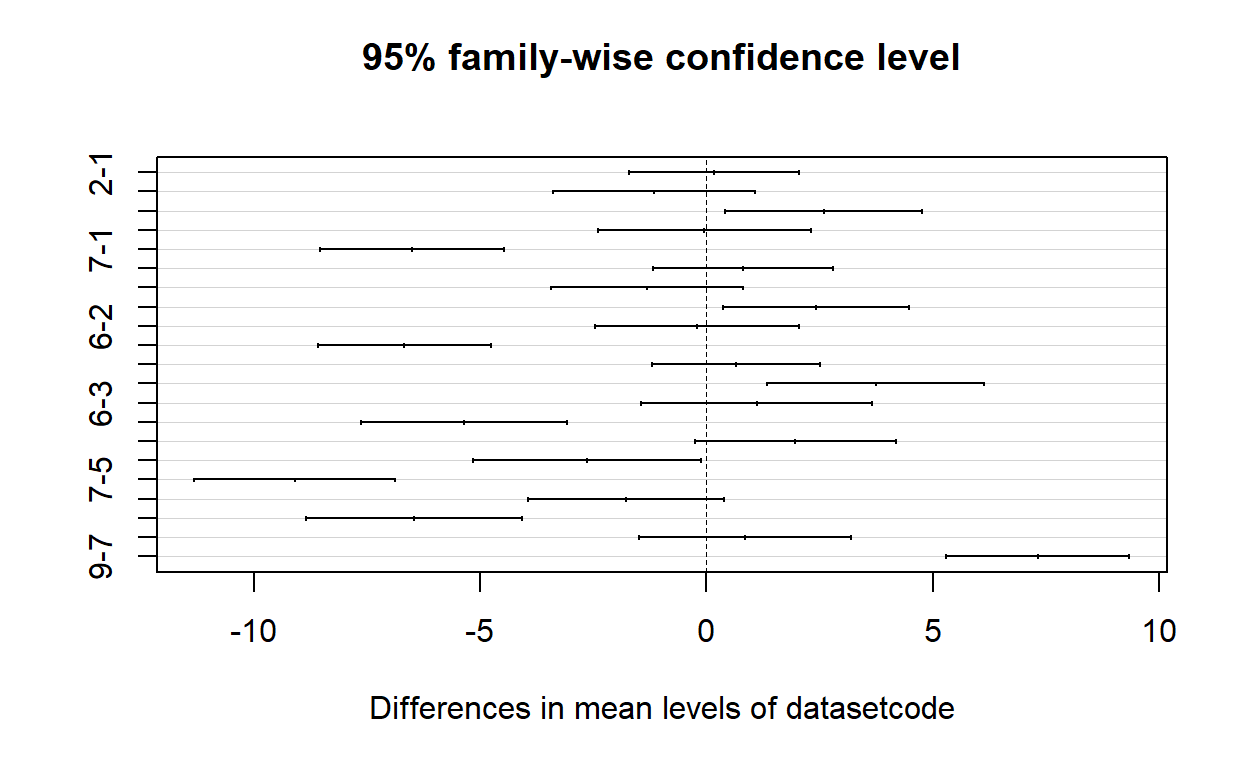 95% family-wise confidence level
2-1
7-1
6-2
6-3
7-5
9-7
-10 -5 0 5 10
Differences in mean levels of datasetcode